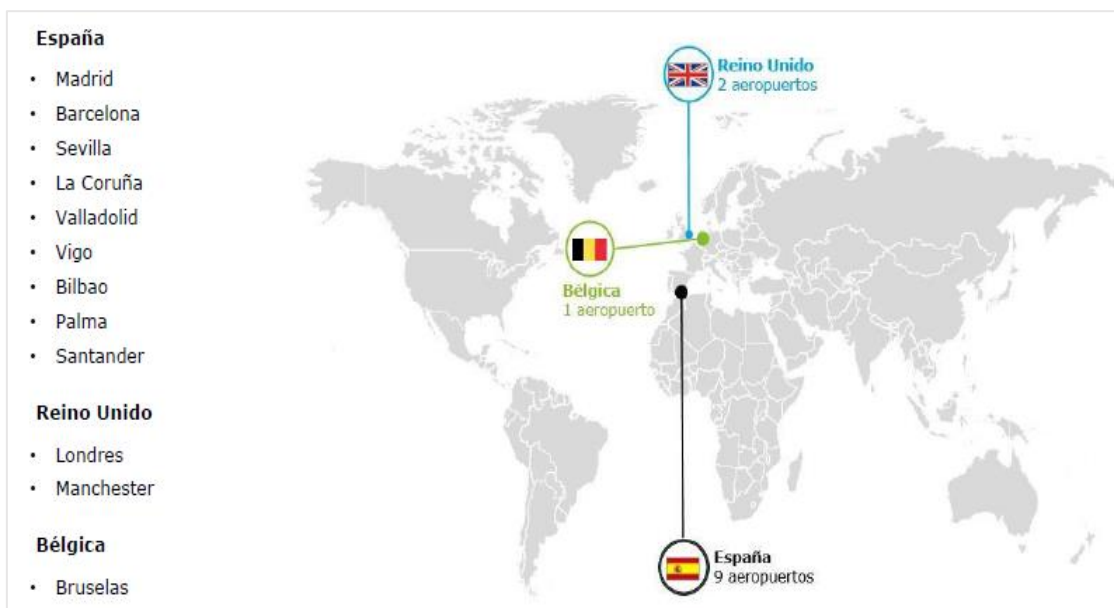 España
• Madrid
• Barcelona
• Sevilla
• La Coruña
• Valladolid
• Vigo
• Bilbao
• Palma
• Santander
Reino Unido
• Londres
• Manchester
Bélgica
• Bruselas
Reino Unido
2 aeropuertos
Bélgica
1 aeropuerto
España
9 aeropuertos